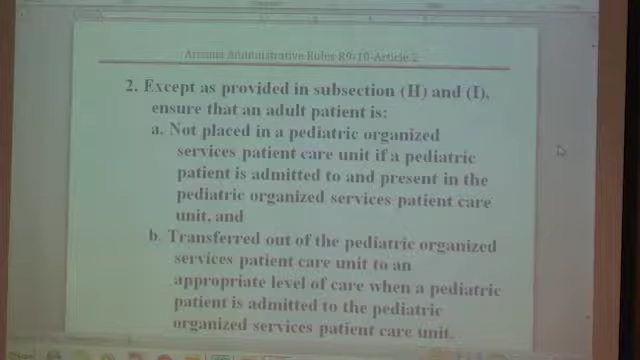 Arizona Administrative Rules R9-10-Article 2
2. Except as provided in subsection (H) and (I),
ensure that an adult patient is:
a. Not placed in a pediatric organized
services patient care unit if a pediatric
patient is admitted to and present in the
pediatric organized services patient care
unit, and
b. Transferred out of the pediatric organized
services patient care unit to an
appropriate level of care when a pediatric
patient is admitted to the pediatric
organized services patient care unit.